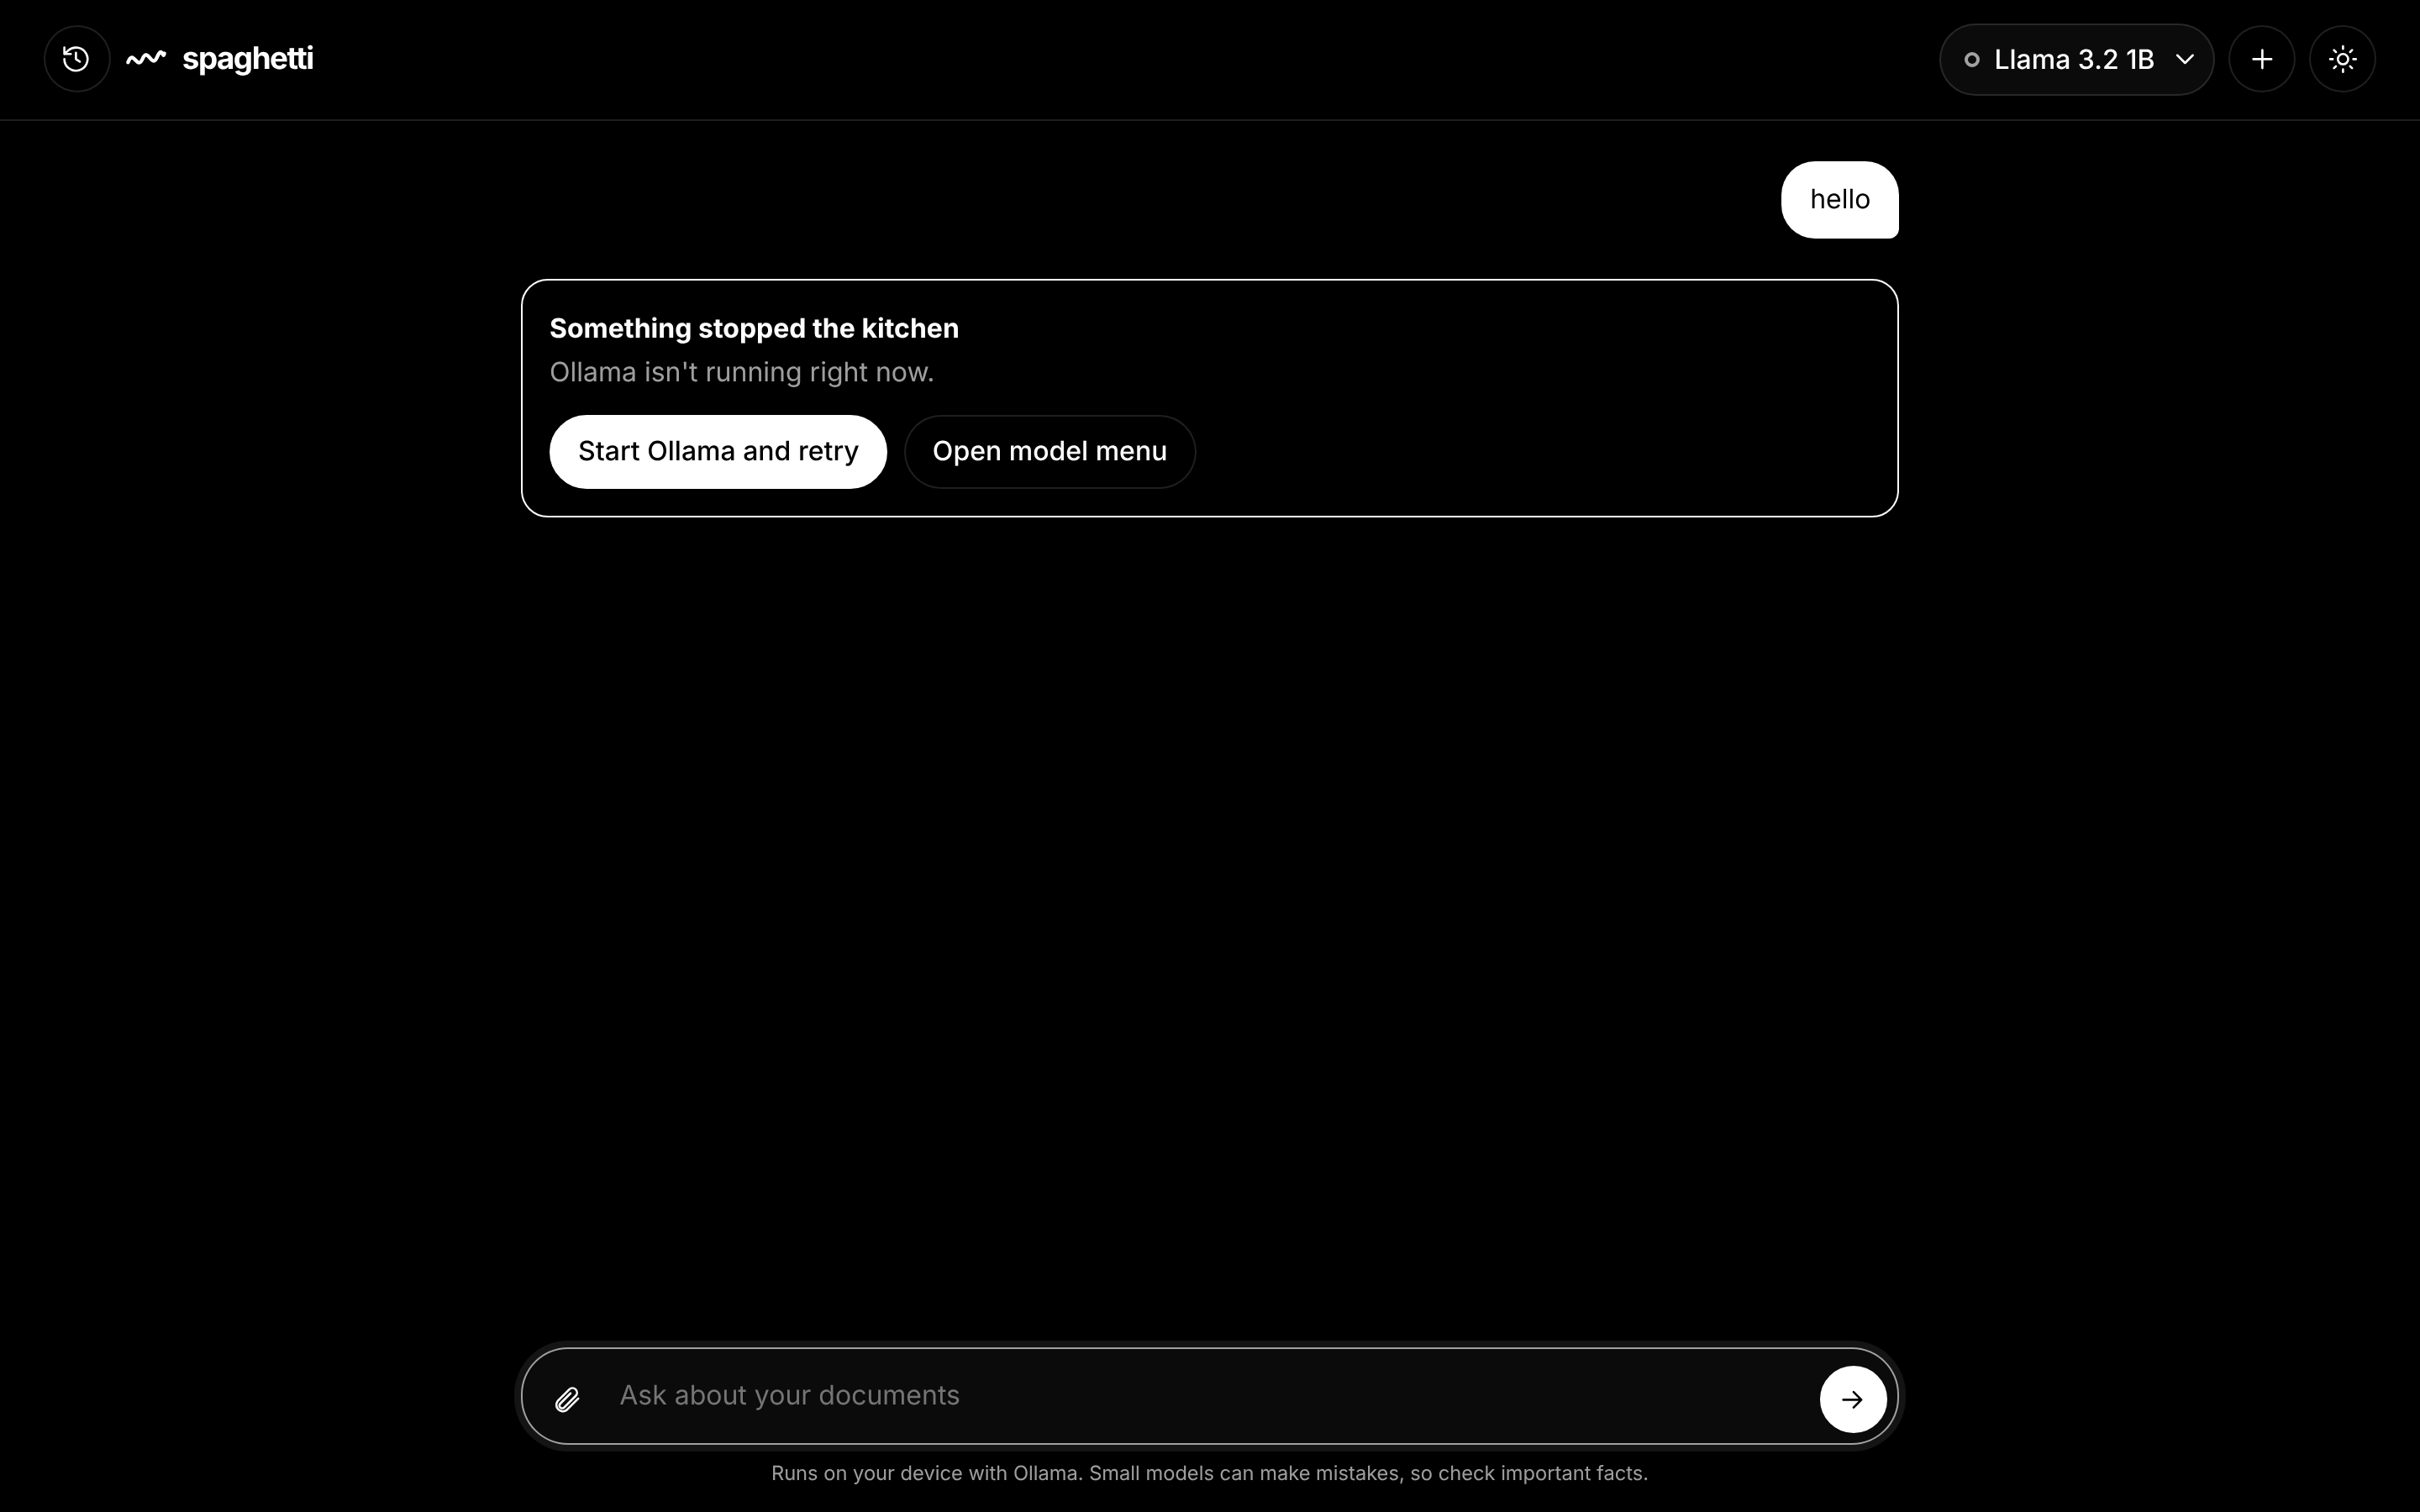 spaghetti
Llama 3.2 1B
hello
Something stopped the kitchen
Ollama isn't running right now.
Start Ollama and retry
Open model menu
Ask about your documents
Runs on your device with Ollama. Small models can make mistakes, so check important facts.